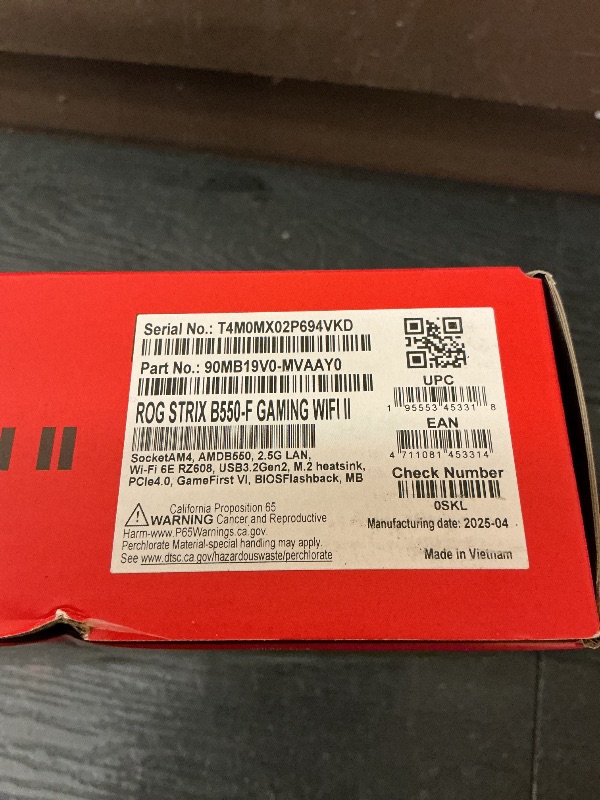 II
Serial No.: T4M0MX02P694VKD
Part No.: 90MB19V0-MVAAY0
ROG STRIX B550-F GAMING WIFI II
SocketAM4, AMDB550, 2.5G LAN,
Wi-Fi 6E RZ608, USB3.2Gen2, M.2 heatsink,
PCIe4.0, GameFirst VI, BIOSFlashback, MB
California Proposition 65
WARNING Cancer and Reproductive
Harm-www.P65Warnings.ca.gov.
Perchlorate Material-special handling may apply.
See www.dtsc.ca.gov/hazardouswaste/perchlorate
UPC
1 95553 45331 8
EAN
4 711081 453314
Check Number
0SKL
Manufacturing date: 2025-04
Made in Vietnam